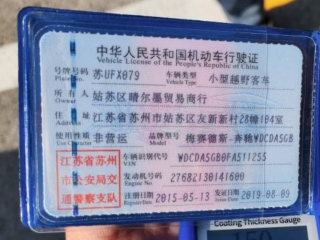 中华人民共和国机动车行驶证
Vehicle License of the People's Republic of China
号牌号码 苏UFX079 车辆类型 小型越野客车
Plate No. Vehicle Type
所有人 姑苏区晴尔墨贸易商行
Owner
住址 江苏省苏州市姑苏区友新新村28幢104室
Address
使用性质 非营运 品牌型号 梅赛德斯-奔驰WDCDA5GB
Use Character Model
江苏省苏州 车辆识别代号 WDCDA5GB0FA511255
VIN
市公安局交 发动机号码 27682130141600
Engine No.
通警察支队 注册日期 2015-05-13 发证日期 2019-08-09
Register Date Issue Date
Coating Thickness Gauge